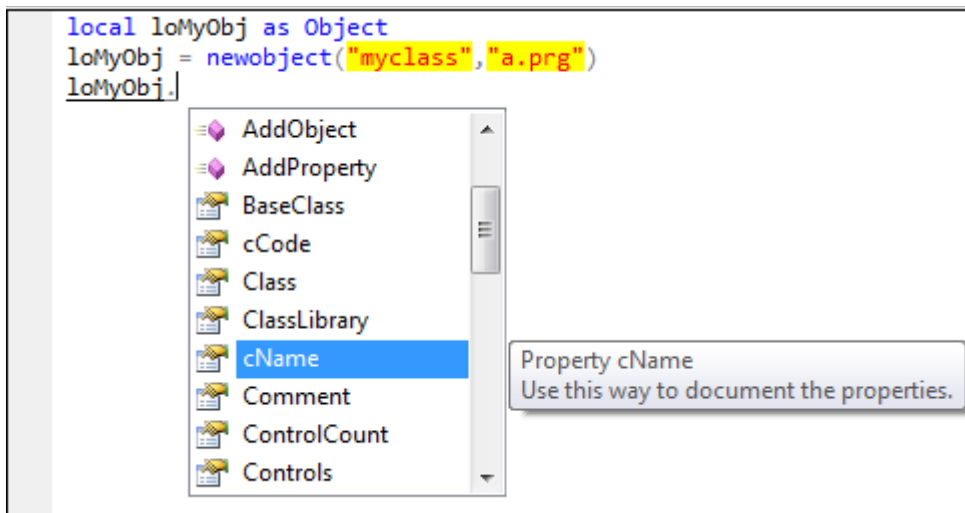 local loMyObj as Object
loMyObj = newobject("myclass","a.prg")
loMyObj.
AddObject
AddProperty
BaseClass
cCode
Class
ClassLibrary
cName
Property cName
Use this way to document the properties.
Comment
ControlCount
Controls